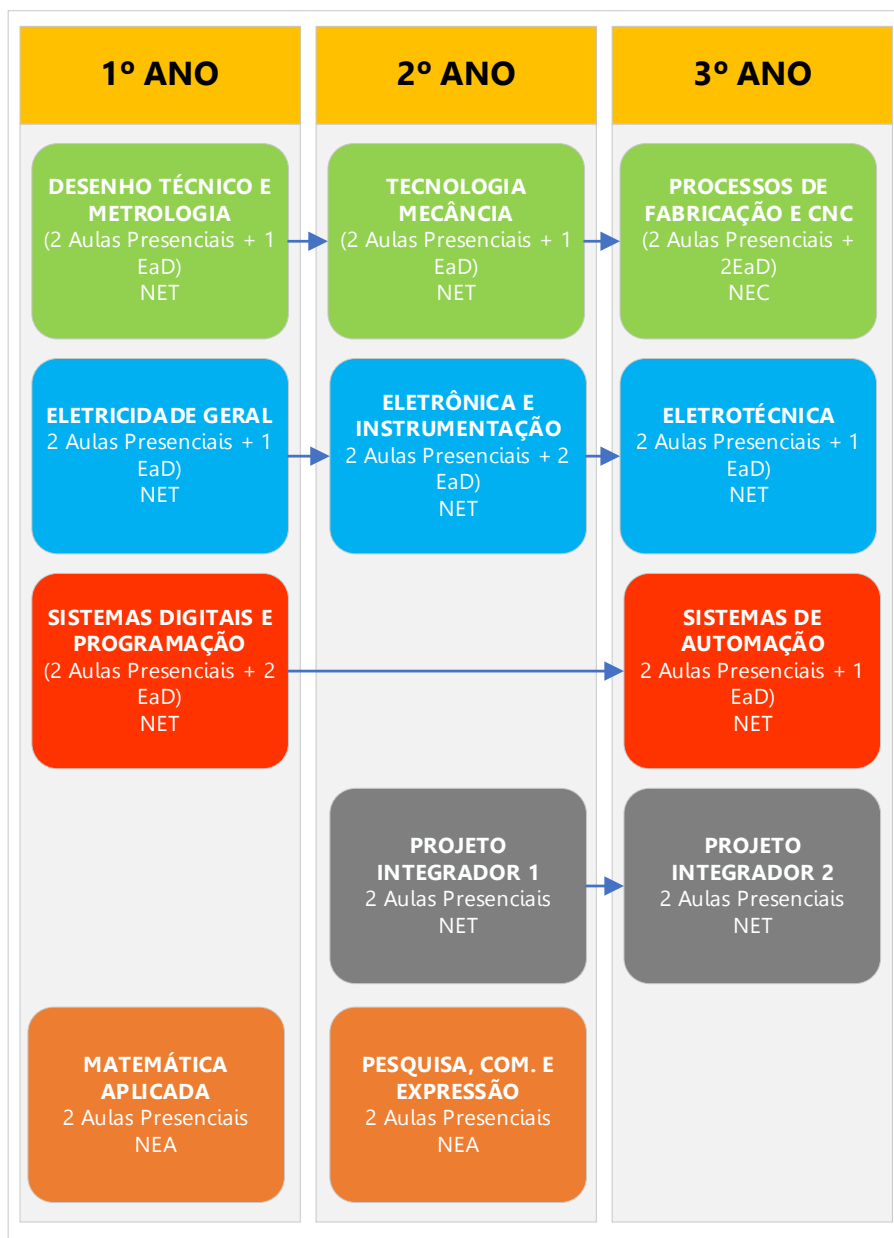 1º ANO
2º ANO
3º ANO
DESENHO TÉCNICO E
METROLOGIA
(2 Aulas Presenciais + 1
EaD)
NET
TECNOLOGIA
MECÂNCIA
(2 Aulas Presenciais + 1
EaD)
NET
PROCESSOS DE
FABRICAÇÃO E CNC
(2 Aulas Presenciais +
2EaD)
NEC
ELETRICIDADE GERAL
2 Aulas Presenciais + 1
EaD)
NET
ELETRÔNICA E
INSTRUMENTAÇÃO
2 Aulas Presenciais + 2
EaD)
NET
ELETROTÉCNICA
2 Aulas Presenciais + 1
EaD)
NET
SISTEMAS DIGITAIS E
PROGRAMAÇÃO
(2 Aulas Presenciais + 2
EaD)
NET
SISTEMAS DE
AUTOMAÇÃO
2 Aulas Presenciais + 1
EaD)
NET
PROJETO
INTEGRADOR 1
2 Aulas Presenciais
NET
PROJETO
INTEGRADOR 2
2 Aulas Presenciais
NET
MATEMÁTICA
APLICADA
2 Aulas Presenciais
NEA
PESQUISA, COM. E
EXPRESSÃO
2 Aulas Presenciais
NEA